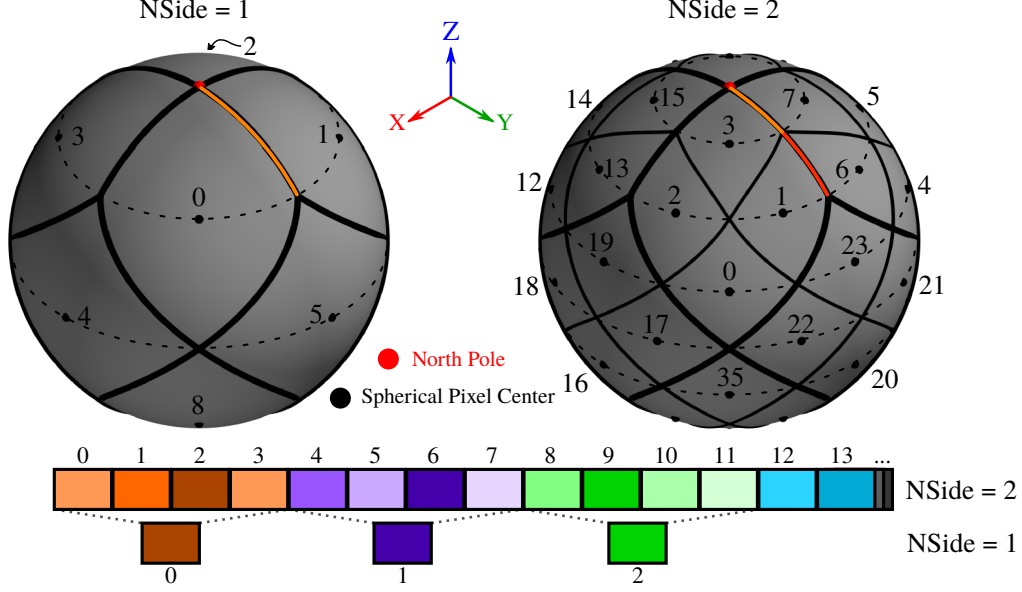 NSide = 1
NSide = 2
2
3
1
0
4
5
8
Z
X
Y
14
15
7
5
3
12
13
6
4
2
1
19
23
0
18
21
17
22
16
35
20
North Pole
Spherical Pixel Center
0 1 2 3 4 5 6 7 8 9 10 11 12 13 ...
NSide = 2
NSide = 1
0 1 2